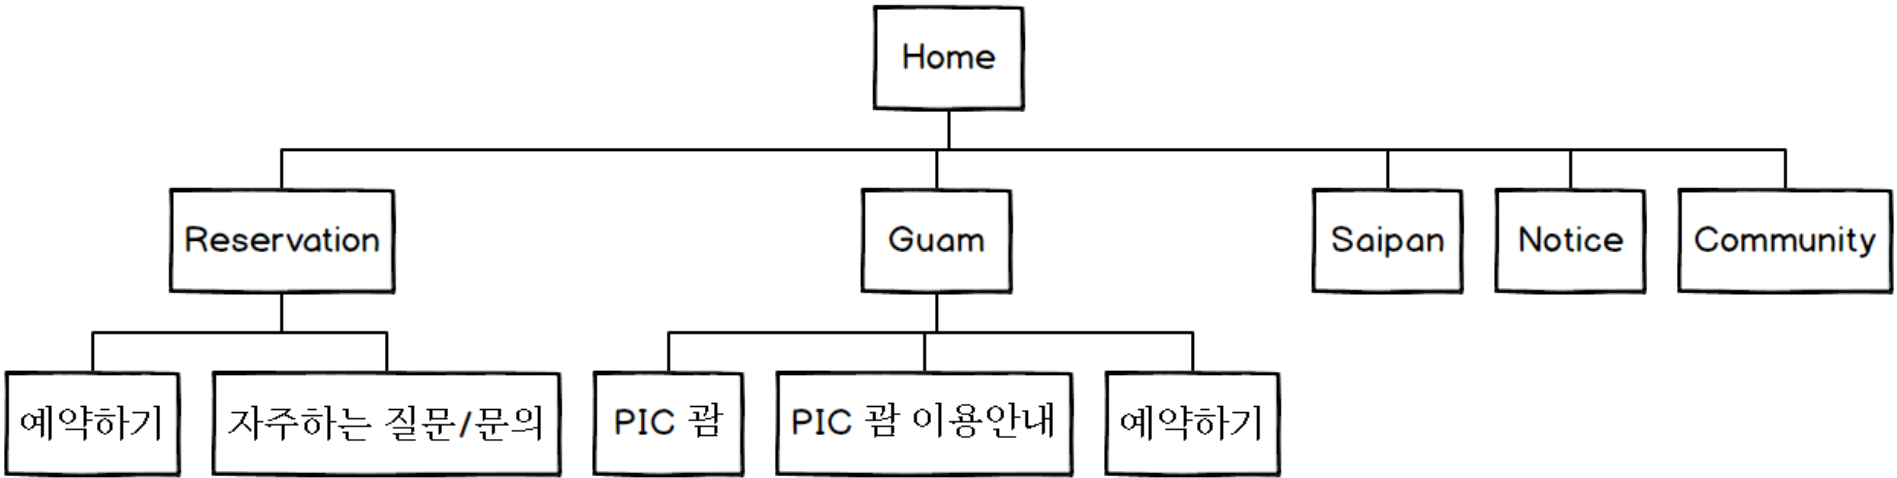 Home
Reservation
Guam
Saipan
Notice
Community
예약하기
자주하는 질문/문의
PIC 괌
PIC 괌 이용안내
예약하기